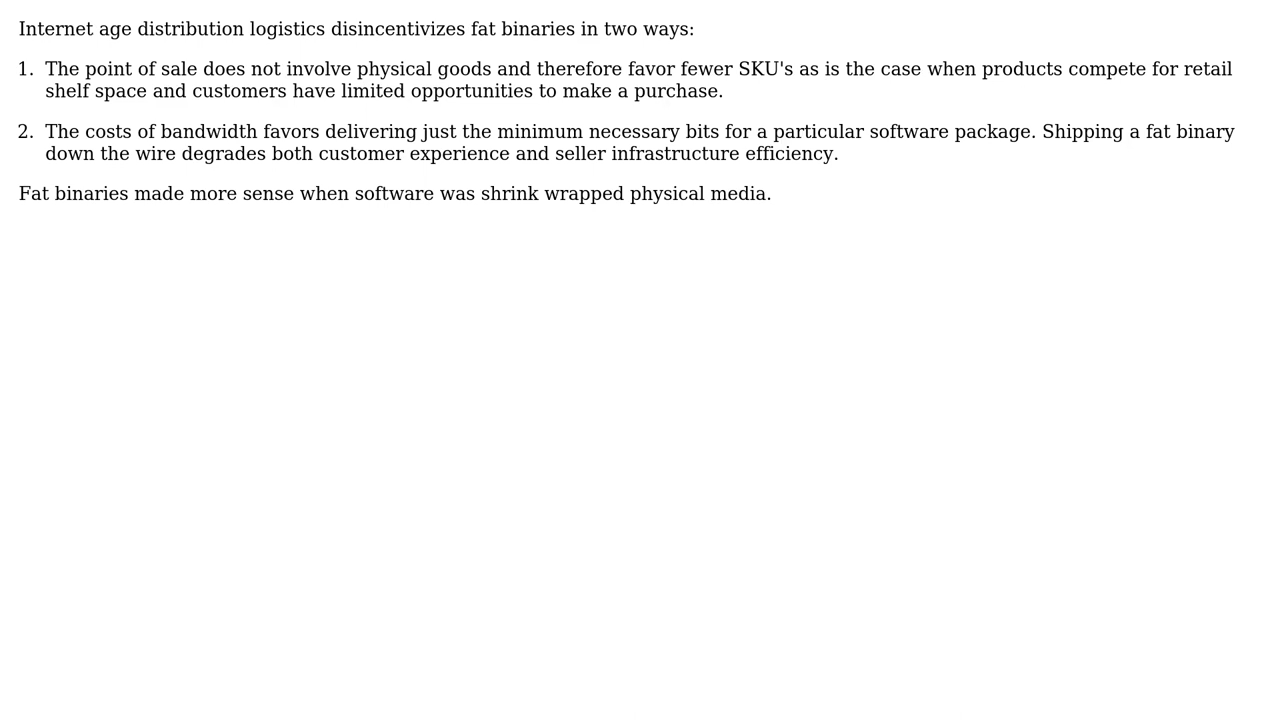 Internet age distribution logistics disincentivizes fat binaries in two ways:
1. The point of sale does not involve physical goods and therefore favor fewer SKU's as is the case when products compete for retail
shelf space and customers have limited opportunities to make a purchase.
2. The costs of bandwidth favors delivering just the minimum necessary bits for a particular software package. Shipping a fat binary
down the wire degrades both customer experience and seller infrastructure efficiency.
Fat binaries made more sense when software was shrink wrapped physical media.